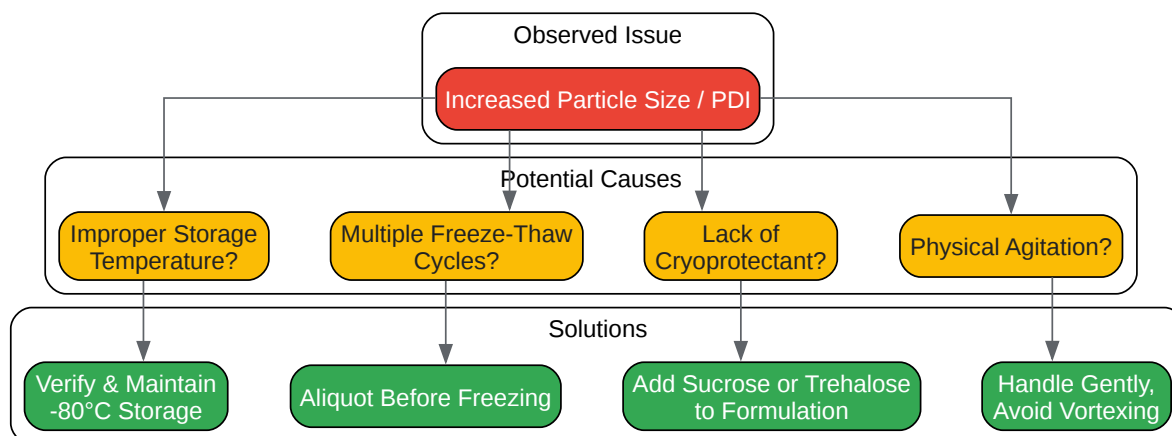 Observed Issue
Increased Particle Size / PDI
Potential Causes
Improper Storage
Temperature?
Multiple Freeze-Thaw
Cycles?
Lack of
Cryoprotectant?
Physical Agitation?
Solutions
Verify & Maintain
-80°C Storage
Aliquot Before Freezing
Add Sucrose or Trehalose
to Formulation
Handle Gently,
Avoid Vortexing